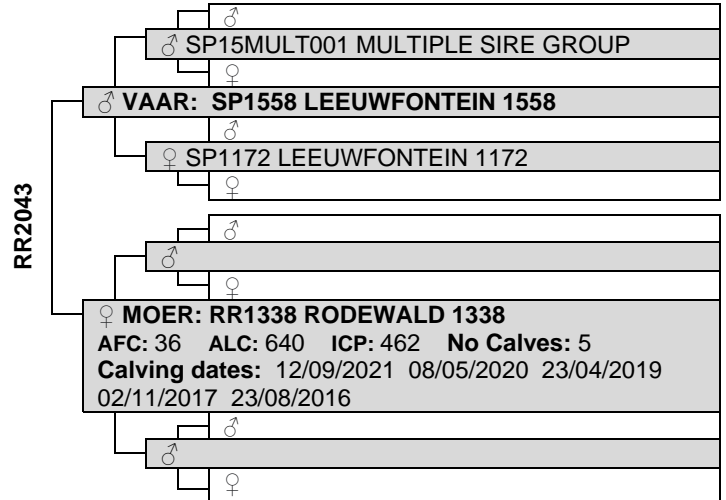 ♂
♂ SP15MULT001 MULTIPLE SIRE GROUP
♀
♂ VAAR: SP1558 LEEUWFONTEIN 1558
♂
♀ SP1172 LEEUWFONTEIN 1172
♀
RR2043
♂
♂
♀
♀ MOER: RR1338 RODEWALD 1338
AFC: 36 ALC: 640 ICP: 462 No Calves: 5
Calving dates: 12/09/2021 08/05/2020 23/04/2019
02/11/2017 23/08/2016
♂
♂
♀